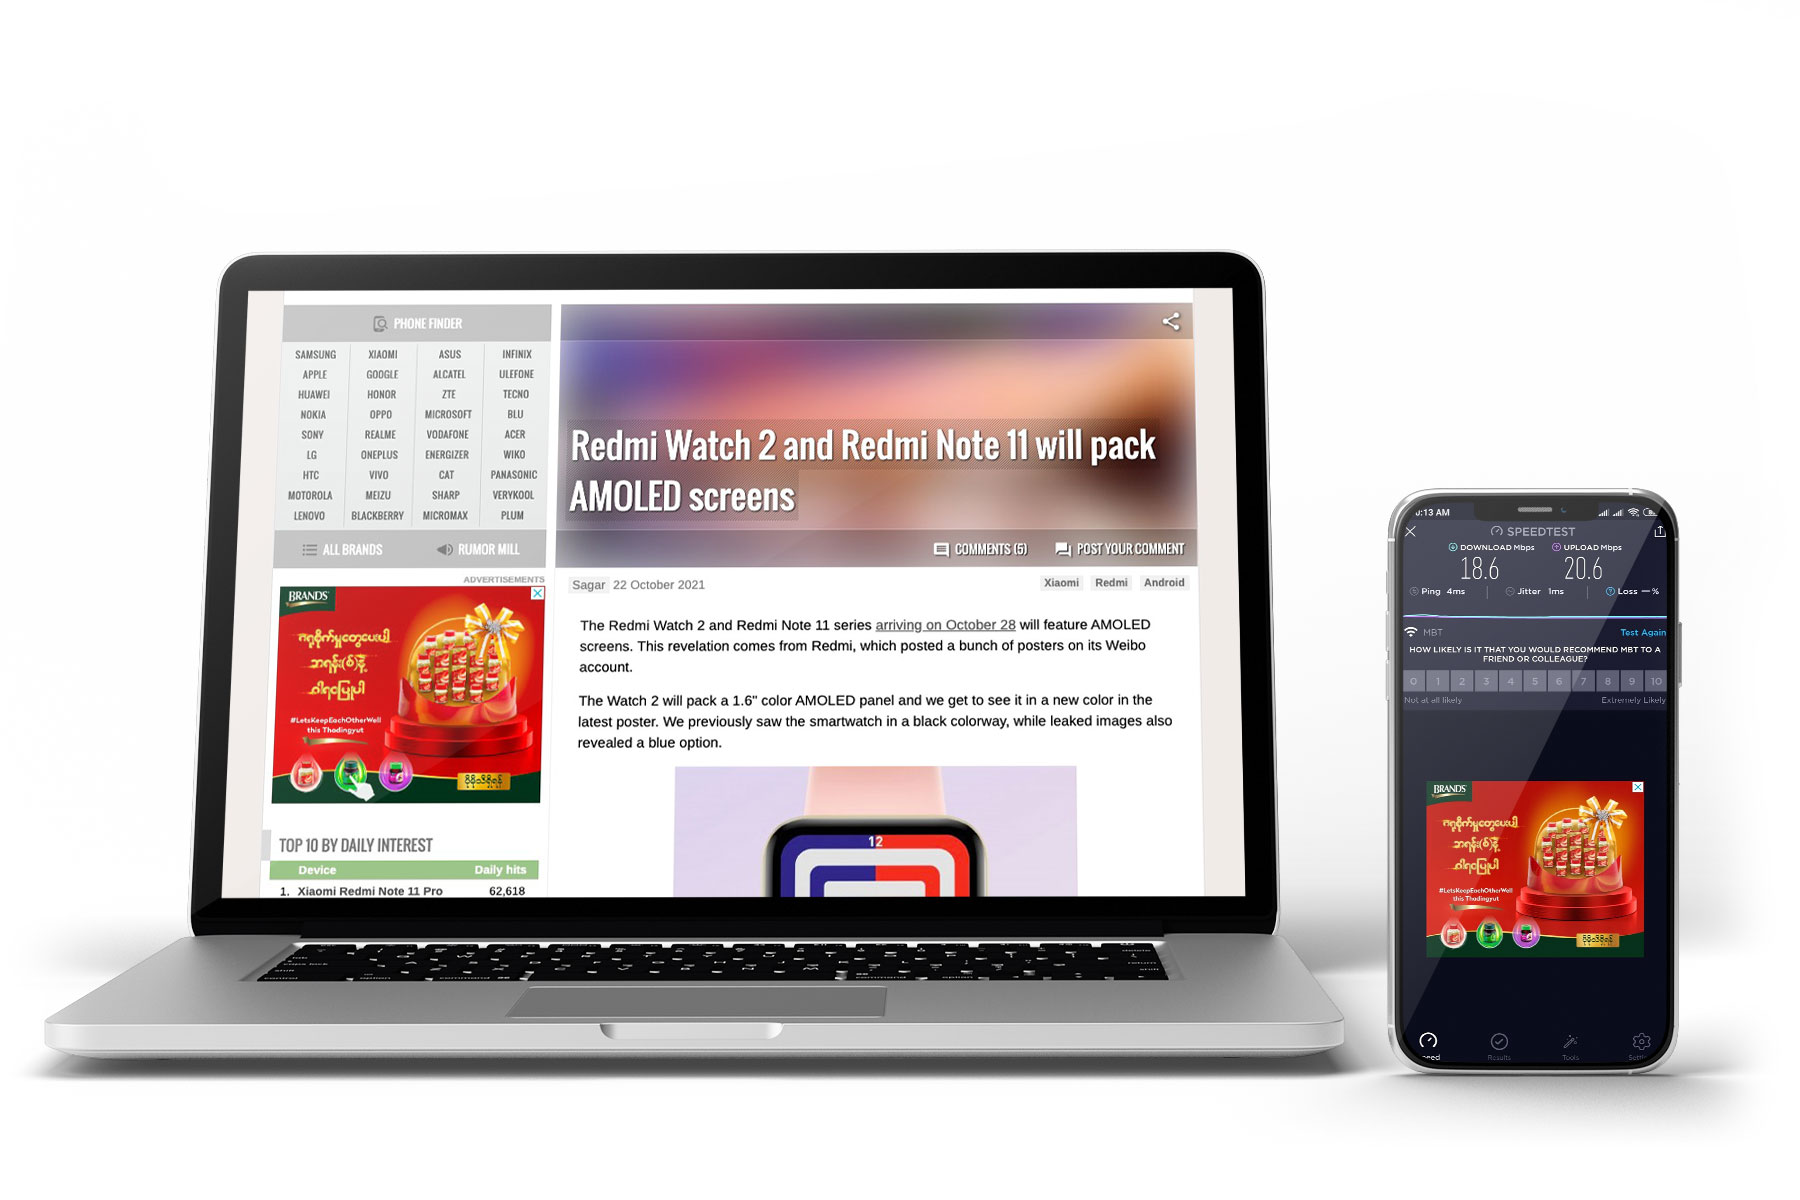 PHONE FINDER
SAMSUNG XIAOMI ASUS INFINIX
APPLE GOOGLE ALCATEL ULEFONE
HUAWEI HONOR ZTE TECNO
NOKIA OPPO MICROSOFT BLU
SONY REALME VODAFONE ACER
LG ONEPLUS ENERGIZER WIKO
HTC VIVO CAT PANASONIC
MOTOROLA MEIZU SHARP VERYKOOL
LENOVO BLACKBERRY MICROMAX PLUM
ALL BRANDS RUMOR MILL
ADVERTISEMENTS
BRAND'S
#LetsKeepEachOtherWell
this Thadingyut
TOP 10 BY DAILY INTEREST
Device Daily hits
1. Xiaomi Redmi Note 11 Pro 62,618
Redmi Watch 2 and Redmi Note 11 will pack
AMOLED screens
COMMENTS (5) POST YOUR COMMENT
Sagar 22 October 2021 Xiaomi Redmi Android
The Redmi Watch 2 and Redmi Note 11 series arriving on October 28 will feature AMOLED
screens. This revelation comes from Redmi, which posted a bunch of posters on its Weibo
account.
The Watch 2 will pack a 1.6" color AMOLED panel and we get to see it in a new color in the
latest poster. We previously saw the smartwatch in a black colorway, while leaked images also
revealed a blue option.
12
:13 AM
SPEEDTEST
DOWNLOAD Mbps UPLOAD Mbps
18.6 20.6
Ping 4ms Jitter 1ms Loss — %
MBT Test Again
HOW LIKELY IS IT THAT YOU WOULD RECOMMEND MBT TO A
FRIEND OR COLLEAGUE?
0 1 2 3 4 5 6 7 8 9 10
Not at all likely Extremely Likely
BRAND'S
#LetsKeepEachOtherWell
this Thadingyut
Results Tools